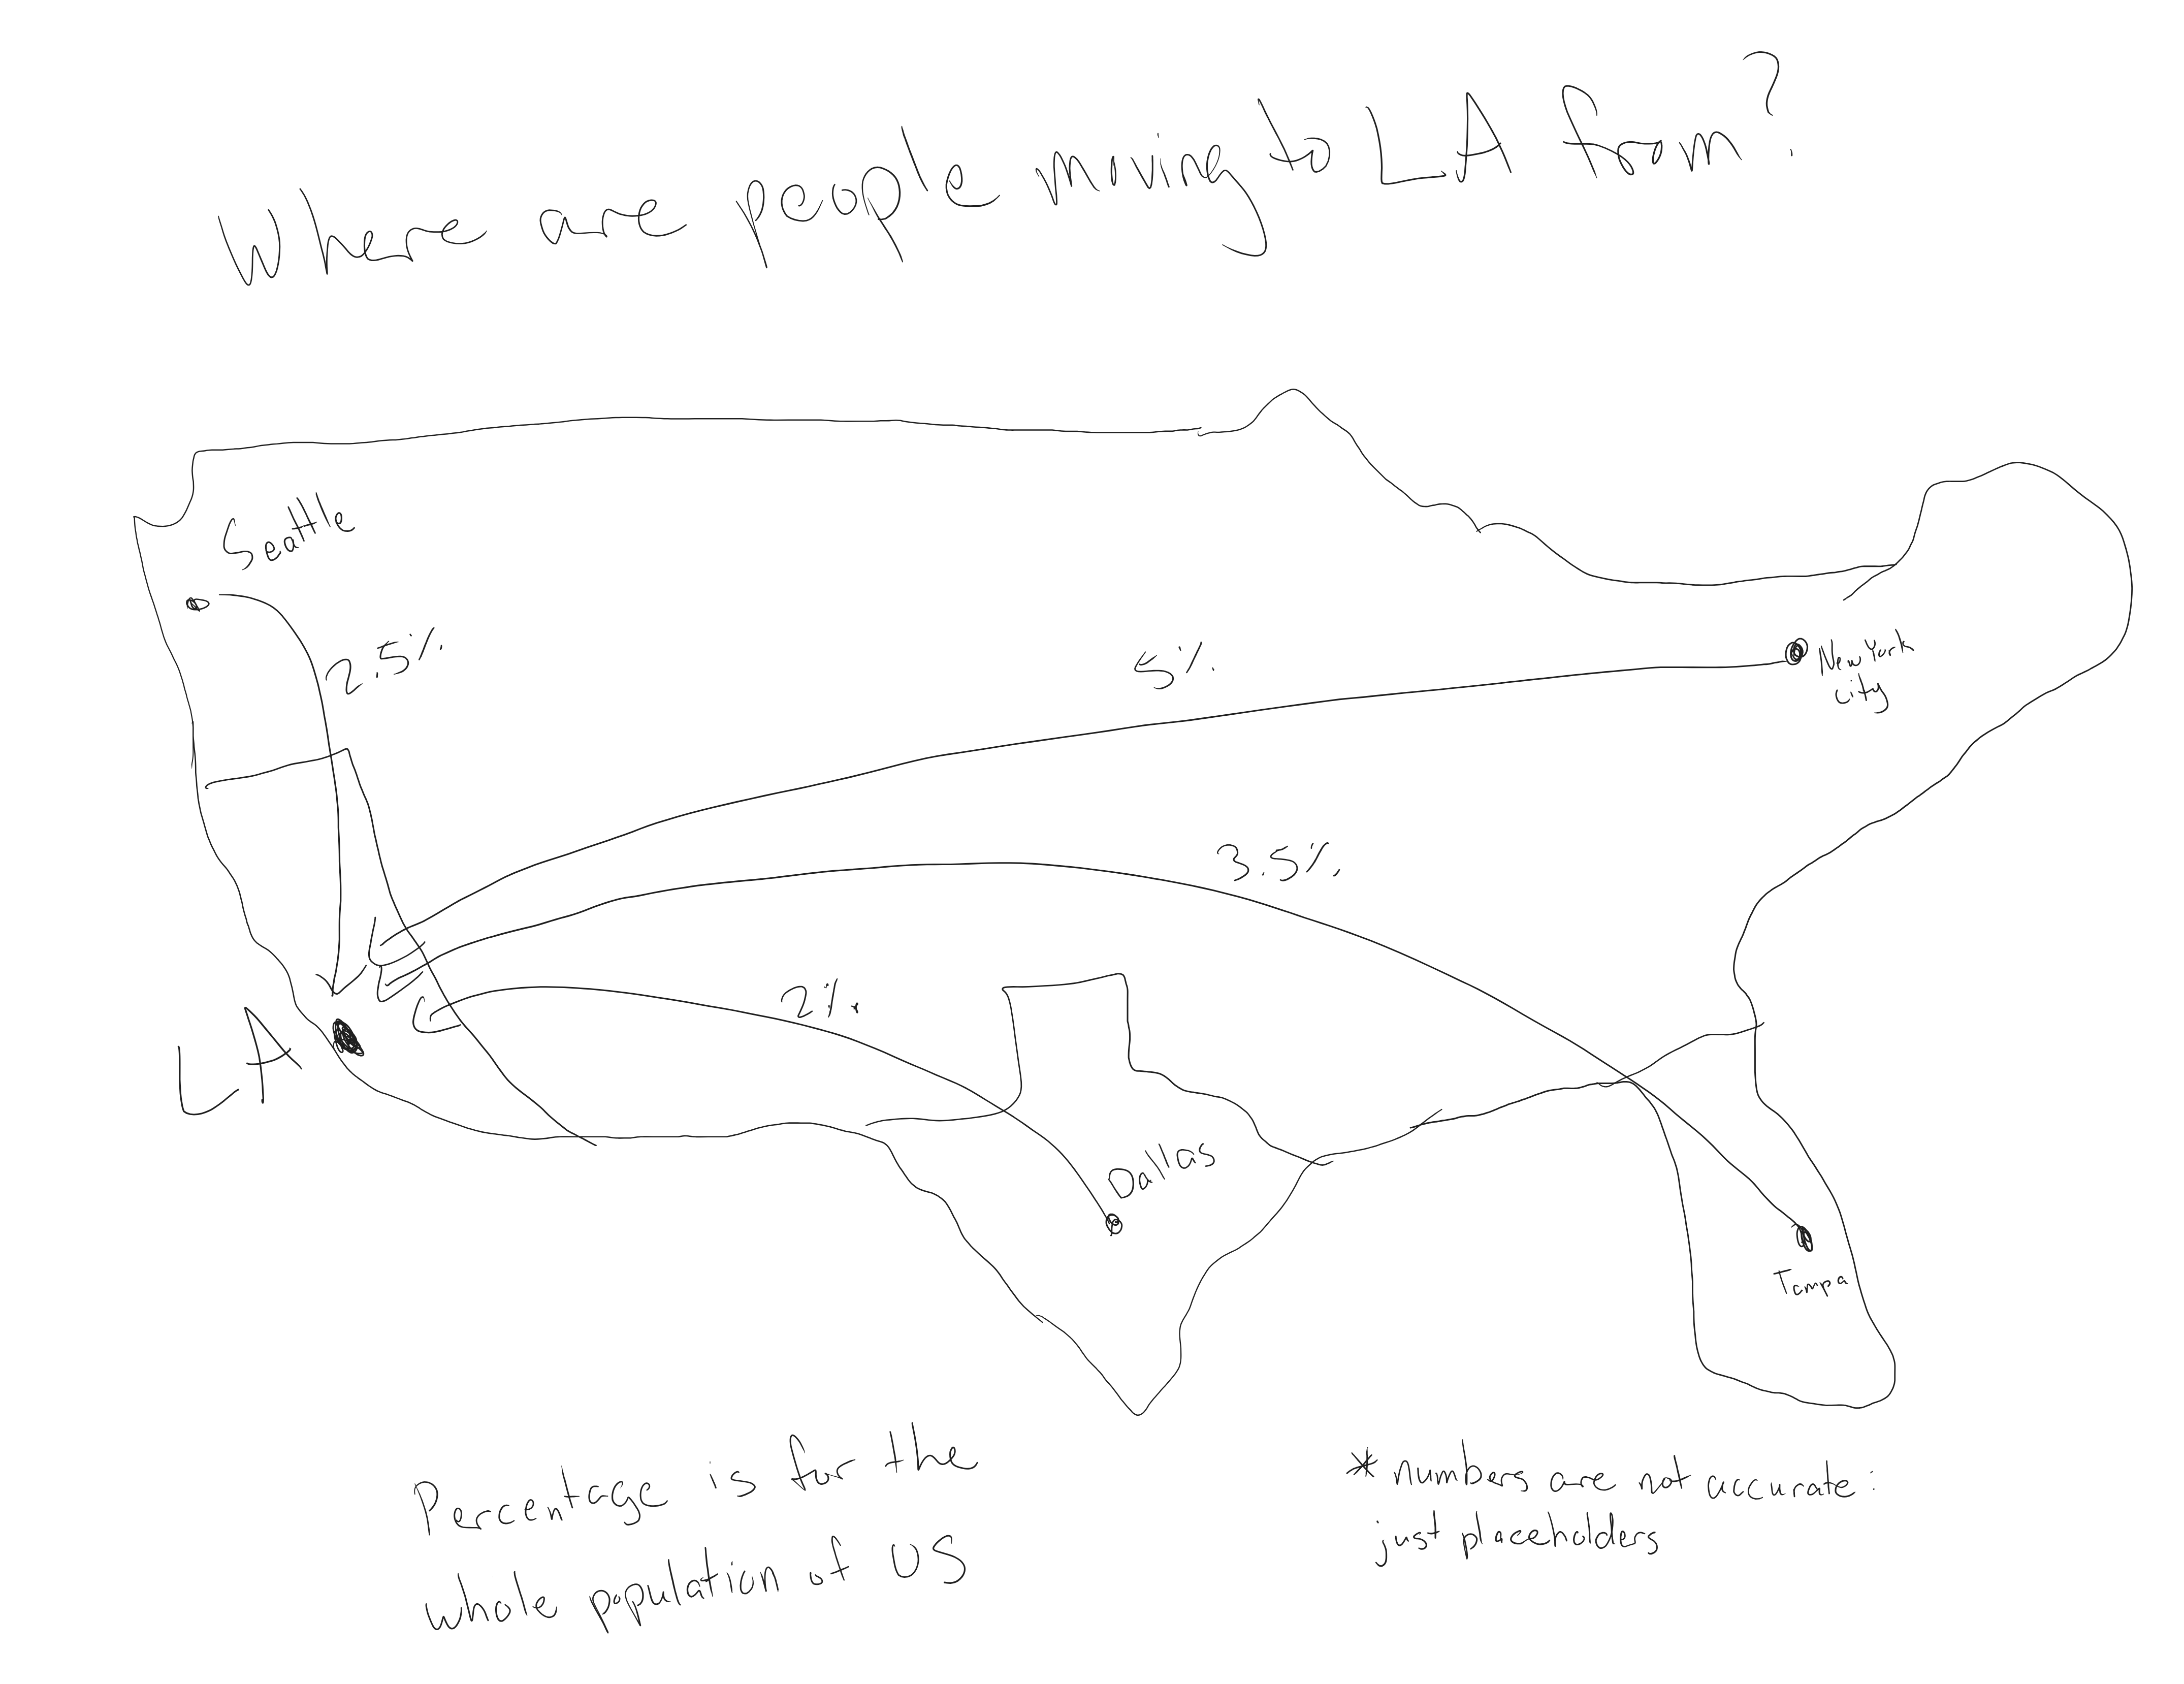 Where are people moving to LA from?
Seattle
2.5%
5%
New York
city
3.5%
2%
LA
Dallas
Tampa
Percentage is for the
whole ppulation of US
* numbers are not accurate:
just placeholders